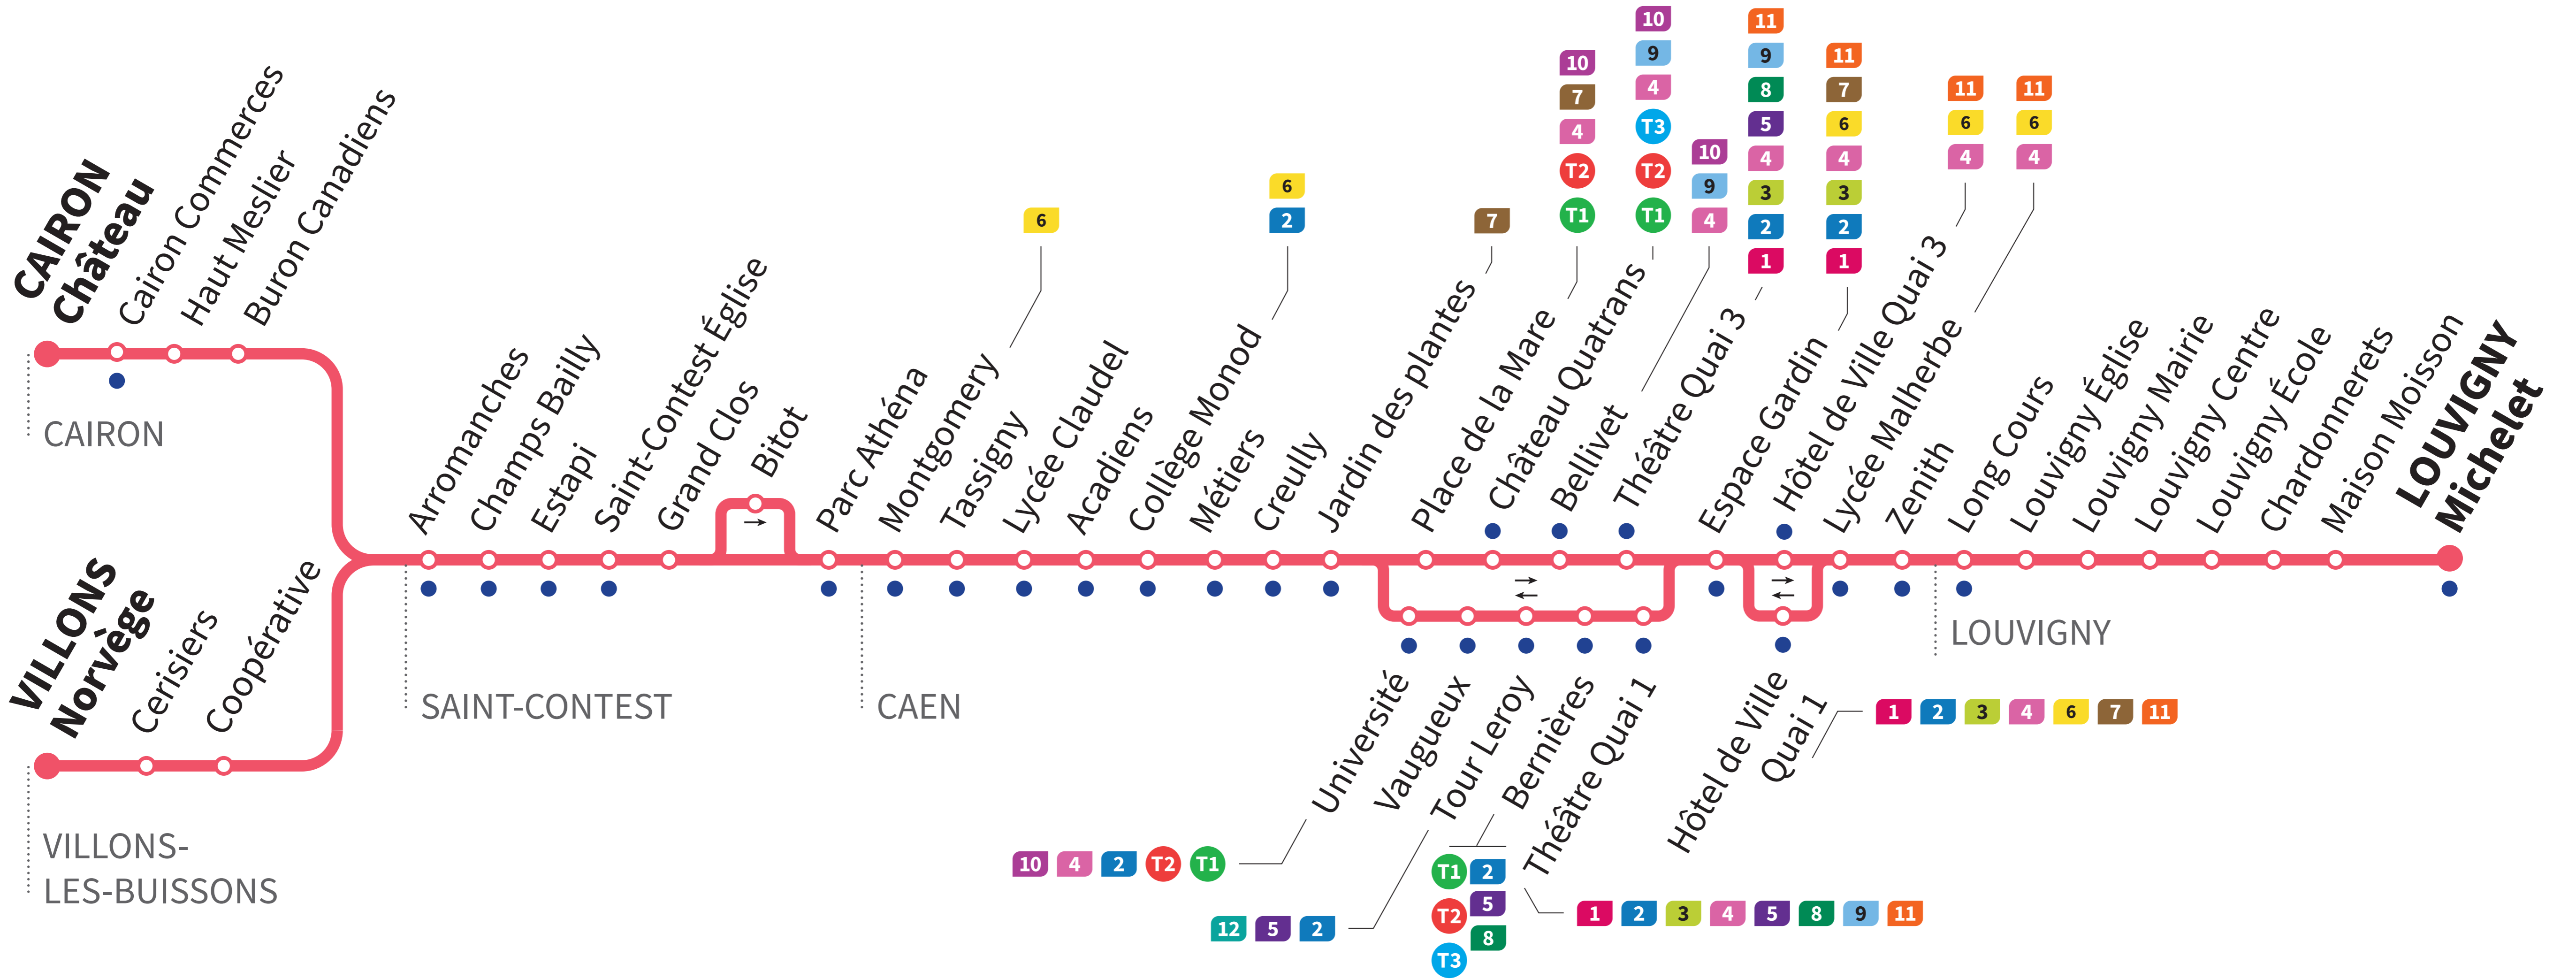 CAIRON
Château
Cairon Commerces
Haut Meslier
Buron Canadiens
CAIRON
VILLONS
Norvège
Cerisiers
Coopérative
VILLONS-
LES-BUISSONS
Arromanches
Champs Bailly
Estapi
Saint-Contest Église
Grand Clos
Bitot
→
SAINT-CONTEST
Parc Athéna
Montgomery
6
Tassigny
Lycée Claudel
Acadiens
Collège Monod
6
2
Métiers
Creully
Jardin des plantes
7
CAEN
Place de la Mare
10
7
4
T2
T1
Château Quatrans
10
9
4
T3
T2
T1
Bellivet
10
9
4
Théâtre Quai 3
11
9
8
5
4
3
2
1
→
←
Université
10 4 2 T2 T1
Vaugueux
Tour Leroy
12 5 2
Bernières
T1 2
T2 5
T3 8
Théâtre Quai 1
1 2 3 4 5 8 9 11
Espace Gardin
11
7
6
4
3
2
1
Hôtel de Ville Quai 3
11
6
4
→
←
Hôtel de Ville
Quai 1
1 2 3 4 6 7 11
Lycée Malherbe
11
6
4
Zenith
Long Cours
Louvigny Église
Louvigny Mairie
Louvigny Centre
Louvigny École
Chardonnerets
Maison Moisson
LOUVIGNY
Michelet
LOUVIGNY